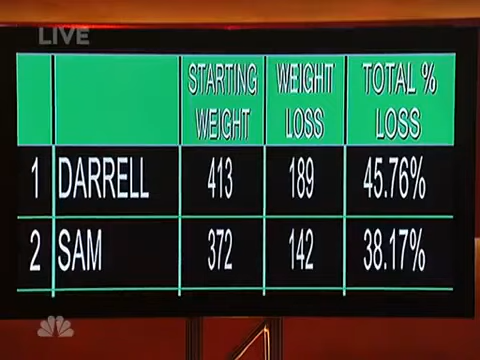 LIVE
STARTING WEIGHT WEIGHT LOSS TOTAL % LOSS
1 DARRELL 413 189 45.76%
2 SAM 372 142 38.17%